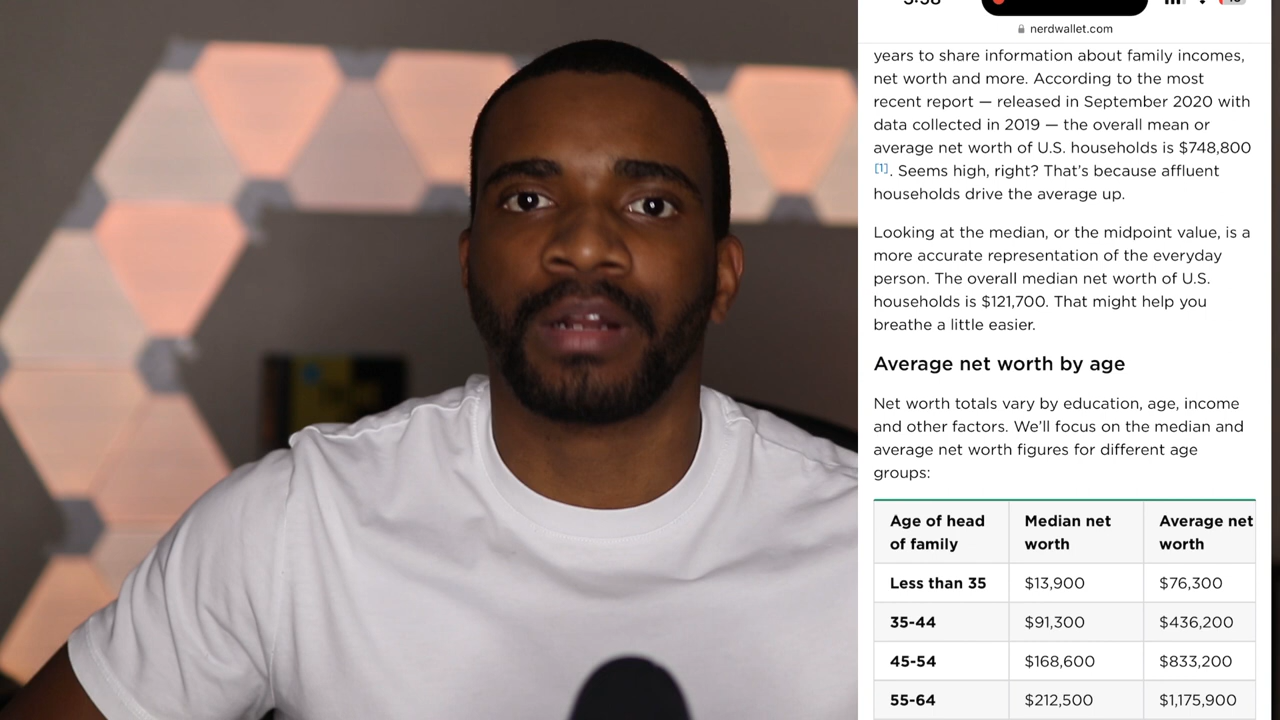 nerdwallet.com
years to share information about family incomes,
net worth and more. According to the most
recent report — released in September 2020 with
data collected in 2019 — the overall mean or
average net worth of U.S. households is $748,800
[1]. Seems high, right? That’s because affluent
households drive the average up.
Looking at the median, or the midpoint value, is a
more accurate representation of the everyday
person. The overall median net worth of U.S.
households is $121,700. That might help you
breathe a little easier.
Average net worth by age
Net worth totals vary by education, age, income
and other factors. We’ll focus on the median and
average net worth figures for different age
groups:
Age of head of family Median net worth Average net worth
Less than 35 $13,900 $76,300
35-44 $91,300 $436,200
45-54 $168,600 $833,200
55-64 $212,500 $1,175,900